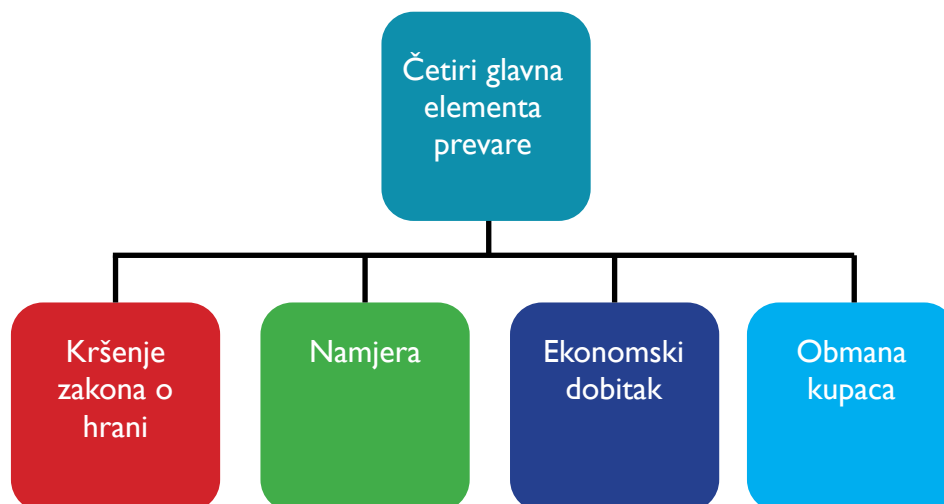 Četiri glavna
elementa
prevare
Kršenje
zakona o
hrani
Namjera
Ekonomski
dobitak
Obmana
kupaca